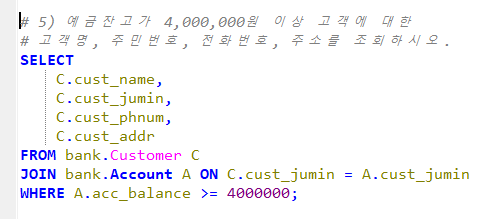 # 5) 예금잔고가 4,000,000원 이상 고객에 대한
# 고객명, 주민번호, 전화번호, 주소를 조회하시오.
SELECT
    C.cust_name,
    C.cust_jumin,
    C.cust_phnum,
    C.cust_addr
FROM bank.Customer C
JOIN bank.Account A ON C.cust_jumin = A.cust_jumin
WHERE A.acc_balance >= 4000000;